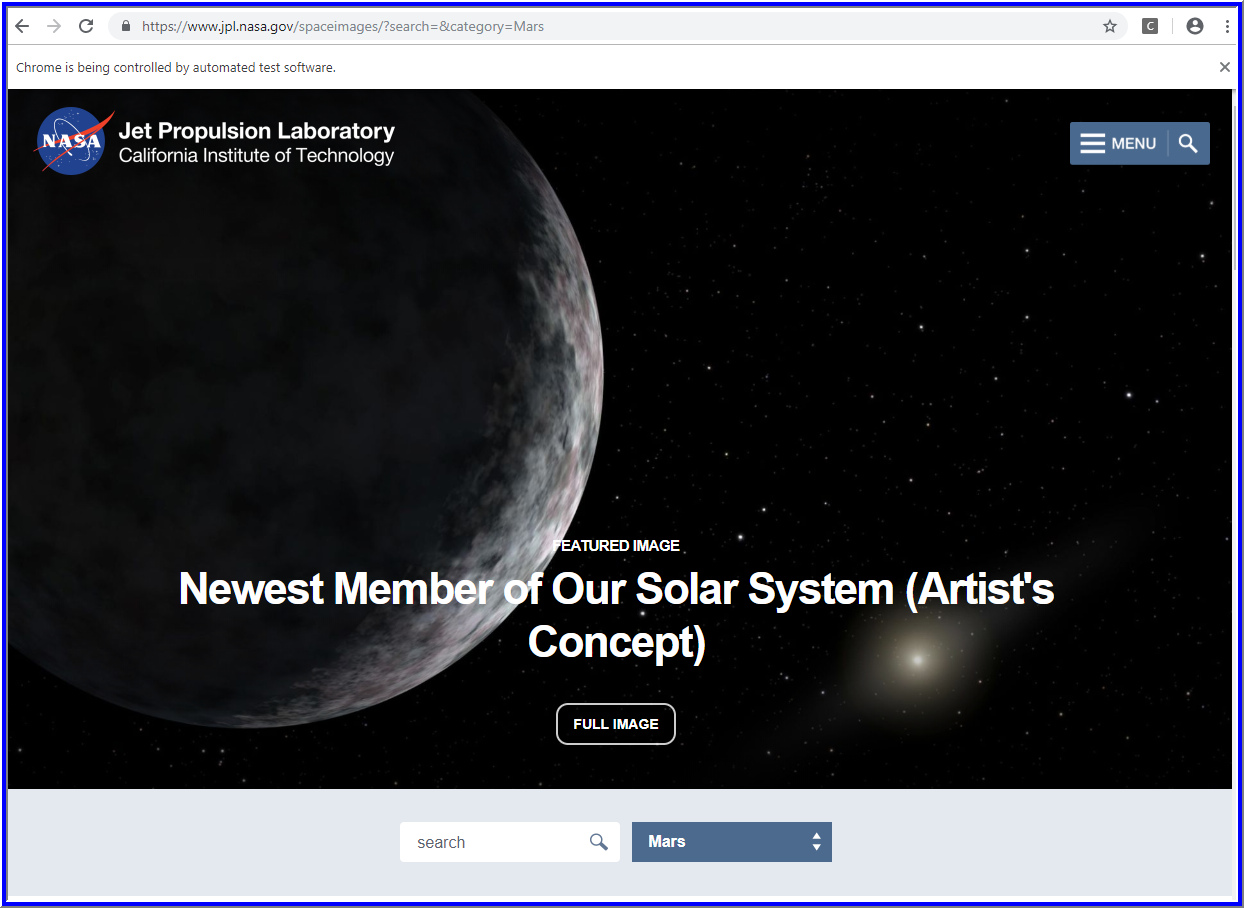 https://www.jpl.nasa.gov/spaceimages/?search=&category=Mars
C
Chrome is being controlled by automated test software.
NASA
Jet Propulsion Laboratory
California Institute of Technology
MENU
FEATURED IMAGE
Newest Member of Our Solar System (Artist's
Concept)
FULL IMAGE
search
Mars